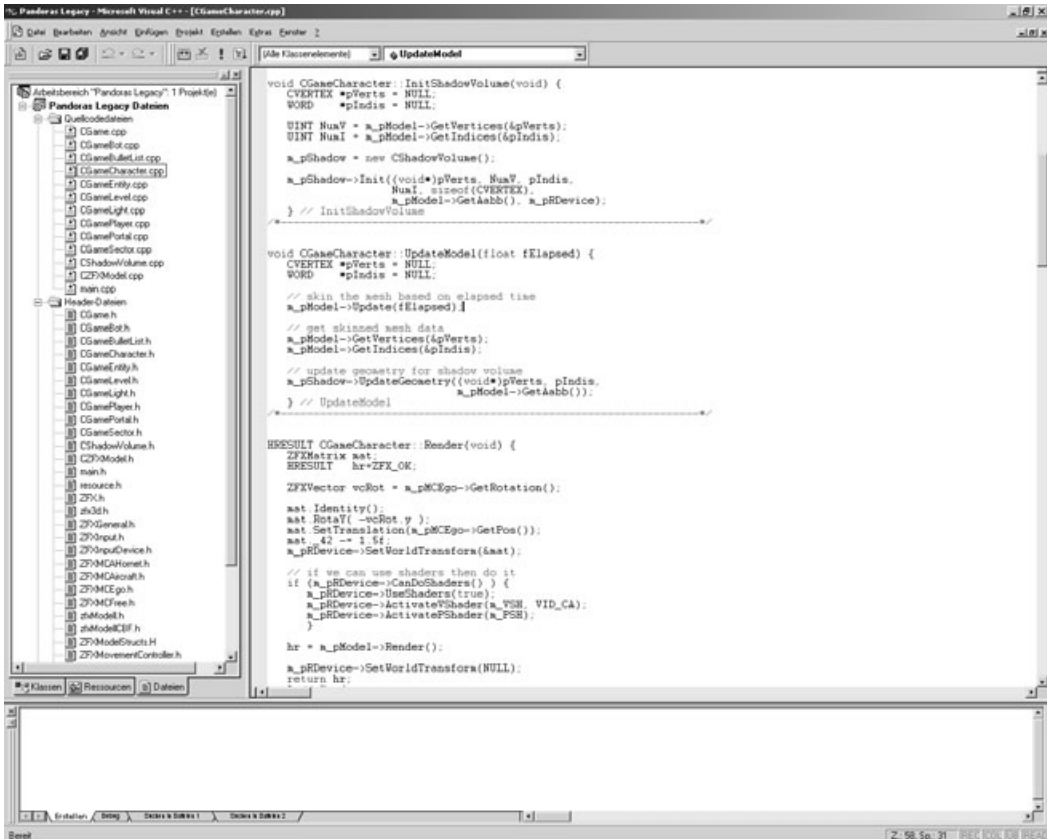 Pandoras Legacy - Microsoft Visual C++ - [CGameCharacter.cpp]
Datei Bearbeiten Ansicht Einfügen Projekt Erstellen Extras Fenster ?
(Alle Klassenelemente) UpdateModel
Arbeitsbereich "Pandoras Legacy": 1 Projekt(e)
Pandoras Legacy Dateien
Quellcodedateien
CGame.cpp
CGameBot.cpp
CGameBulletList.cpp
CGameCharacter.cpp
CGameEntity.cpp
CGameLevel.cpp
CGameLight.cpp
CGamePlayer.cpp
CGamePortal.cpp
CGameSector.cpp
CShadowVolume.cpp
CZFXModel.cpp
main.cpp
Header-Dateien
CGame.h
CGameBot.h
CGameBulletList.h
CGameCharacter.h
CGameEntity.h
CGameLevel.h
CGameLight.h
CGamePlayer.h
CGamePortal.h
CGameSector.h
CShadowVolume.h
CZFXModel.h
main.h
resource.h
ZFX.h
zfx3d.h
ZFXGeneral.h
ZFXInput.h
ZFXInputDevice.h
ZFXMCAHornet.h
ZFXMCAircraft.h
ZFXMCEgo.h
ZFXMCFree.h
zfxModell.h
zfxModellCBF.h
ZFXModelStructs.H
ZFXMovementController.h
Klassen Ressourcen Dateien
void CGameCharacter::InitShadowVolume(void) {
CVERTEX *pVerts = NULL;
WORD *pIndis = NULL;
UINT NumV = m_pModel->GetVertices(&pVerts);
UINT NumI = m_pModel->GetIndices(&pIndis);
m_pShadow = new CShadowVolume();
m_pShadow->Init((void*)pVerts, NumV, pIndis,
NumI, sizeof(CVERTEX),
m_pModel->GetAabb(), m_pRDevice);
} // InitShadowVolume
/*----------------------------------------------------------------*/
void CGameCharacter::UpdateModel(float fElapsed) {
CVERTEX *pVerts = NULL;
WORD *pIndis = NULL;
// skin the mesh based on elapsed time
m_pModel->Update(fElapsed);
// get skinned mesh data
m_pModel->GetVertices(&pVerts);
m_pModel->GetIndices(&pIndis);
// update geometry for shadow volume
m_pShadow->UpdateGeometry((void*)pVerts, pIndis,
m_pModel->GetAabb());
} // UpdateModel
/*----------------------------------------------------------------*/
HRESULT CGameCharacter::Render(void) {
ZFXMatrix mat;
HRESULT hr=ZFX_OK;
ZFXVector vcRot = m_pMCEgo->GetRotation();
mat.Identity();
mat.RotaY( -vcRot.y );
mat.SetTranslation(m_pMCEgo->GetPos());
mat._42 -= 1.5f;
m_pRDevice->SetWorldTransform(&mat);
// if we can use shaders then do it
if (m_pRDevice->CanDoShaders() ) {
m_pRDevice->UseShaders(true);
m_pRDevice->ActivateVShader(m_VSH, VID_CA);
m_pRDevice->ActivatePShader(m_PSH);
}
hr = m_pModel->Render();
m_pRDevice->SetWorldTransform(NULL);
return hr;
Erstellen Debug
Bereit
Z. 58, Sp. 31